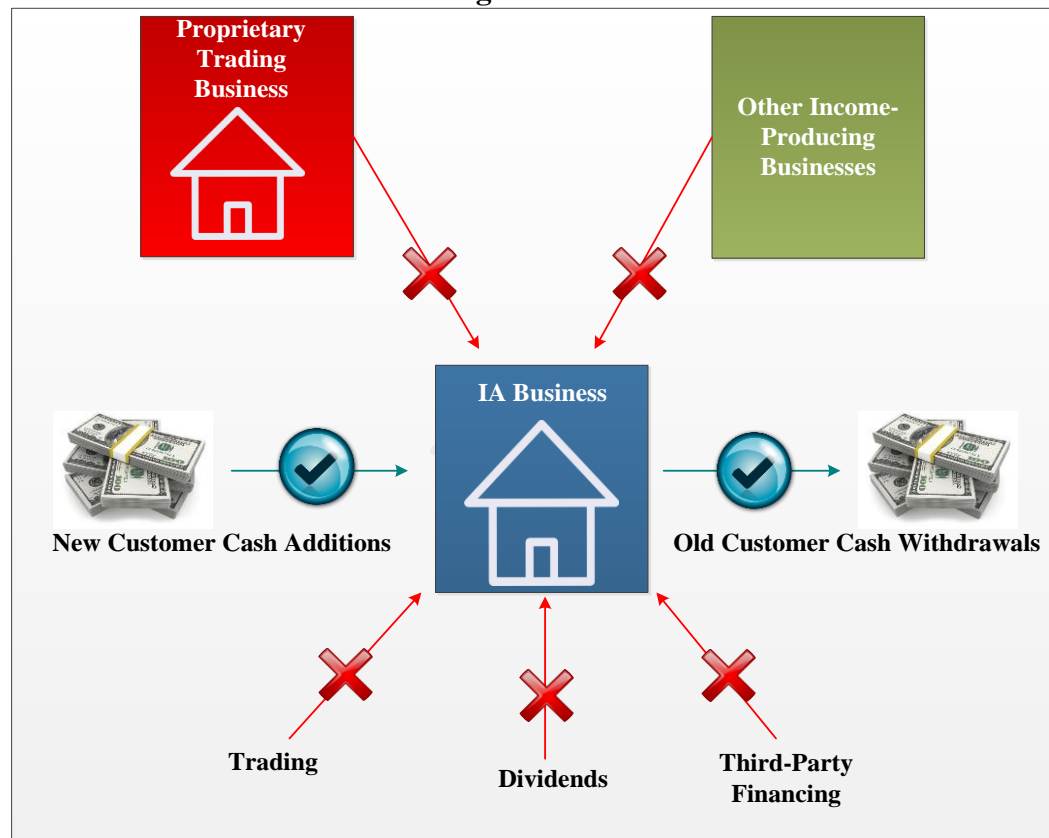 Proprietary
Trading
Business
Other Income-
Producing
Businesses
IA Business
New Customer Cash Additions
Old Customer Cash Withdrawals
Trading
Dividends
Third-Party
Financing